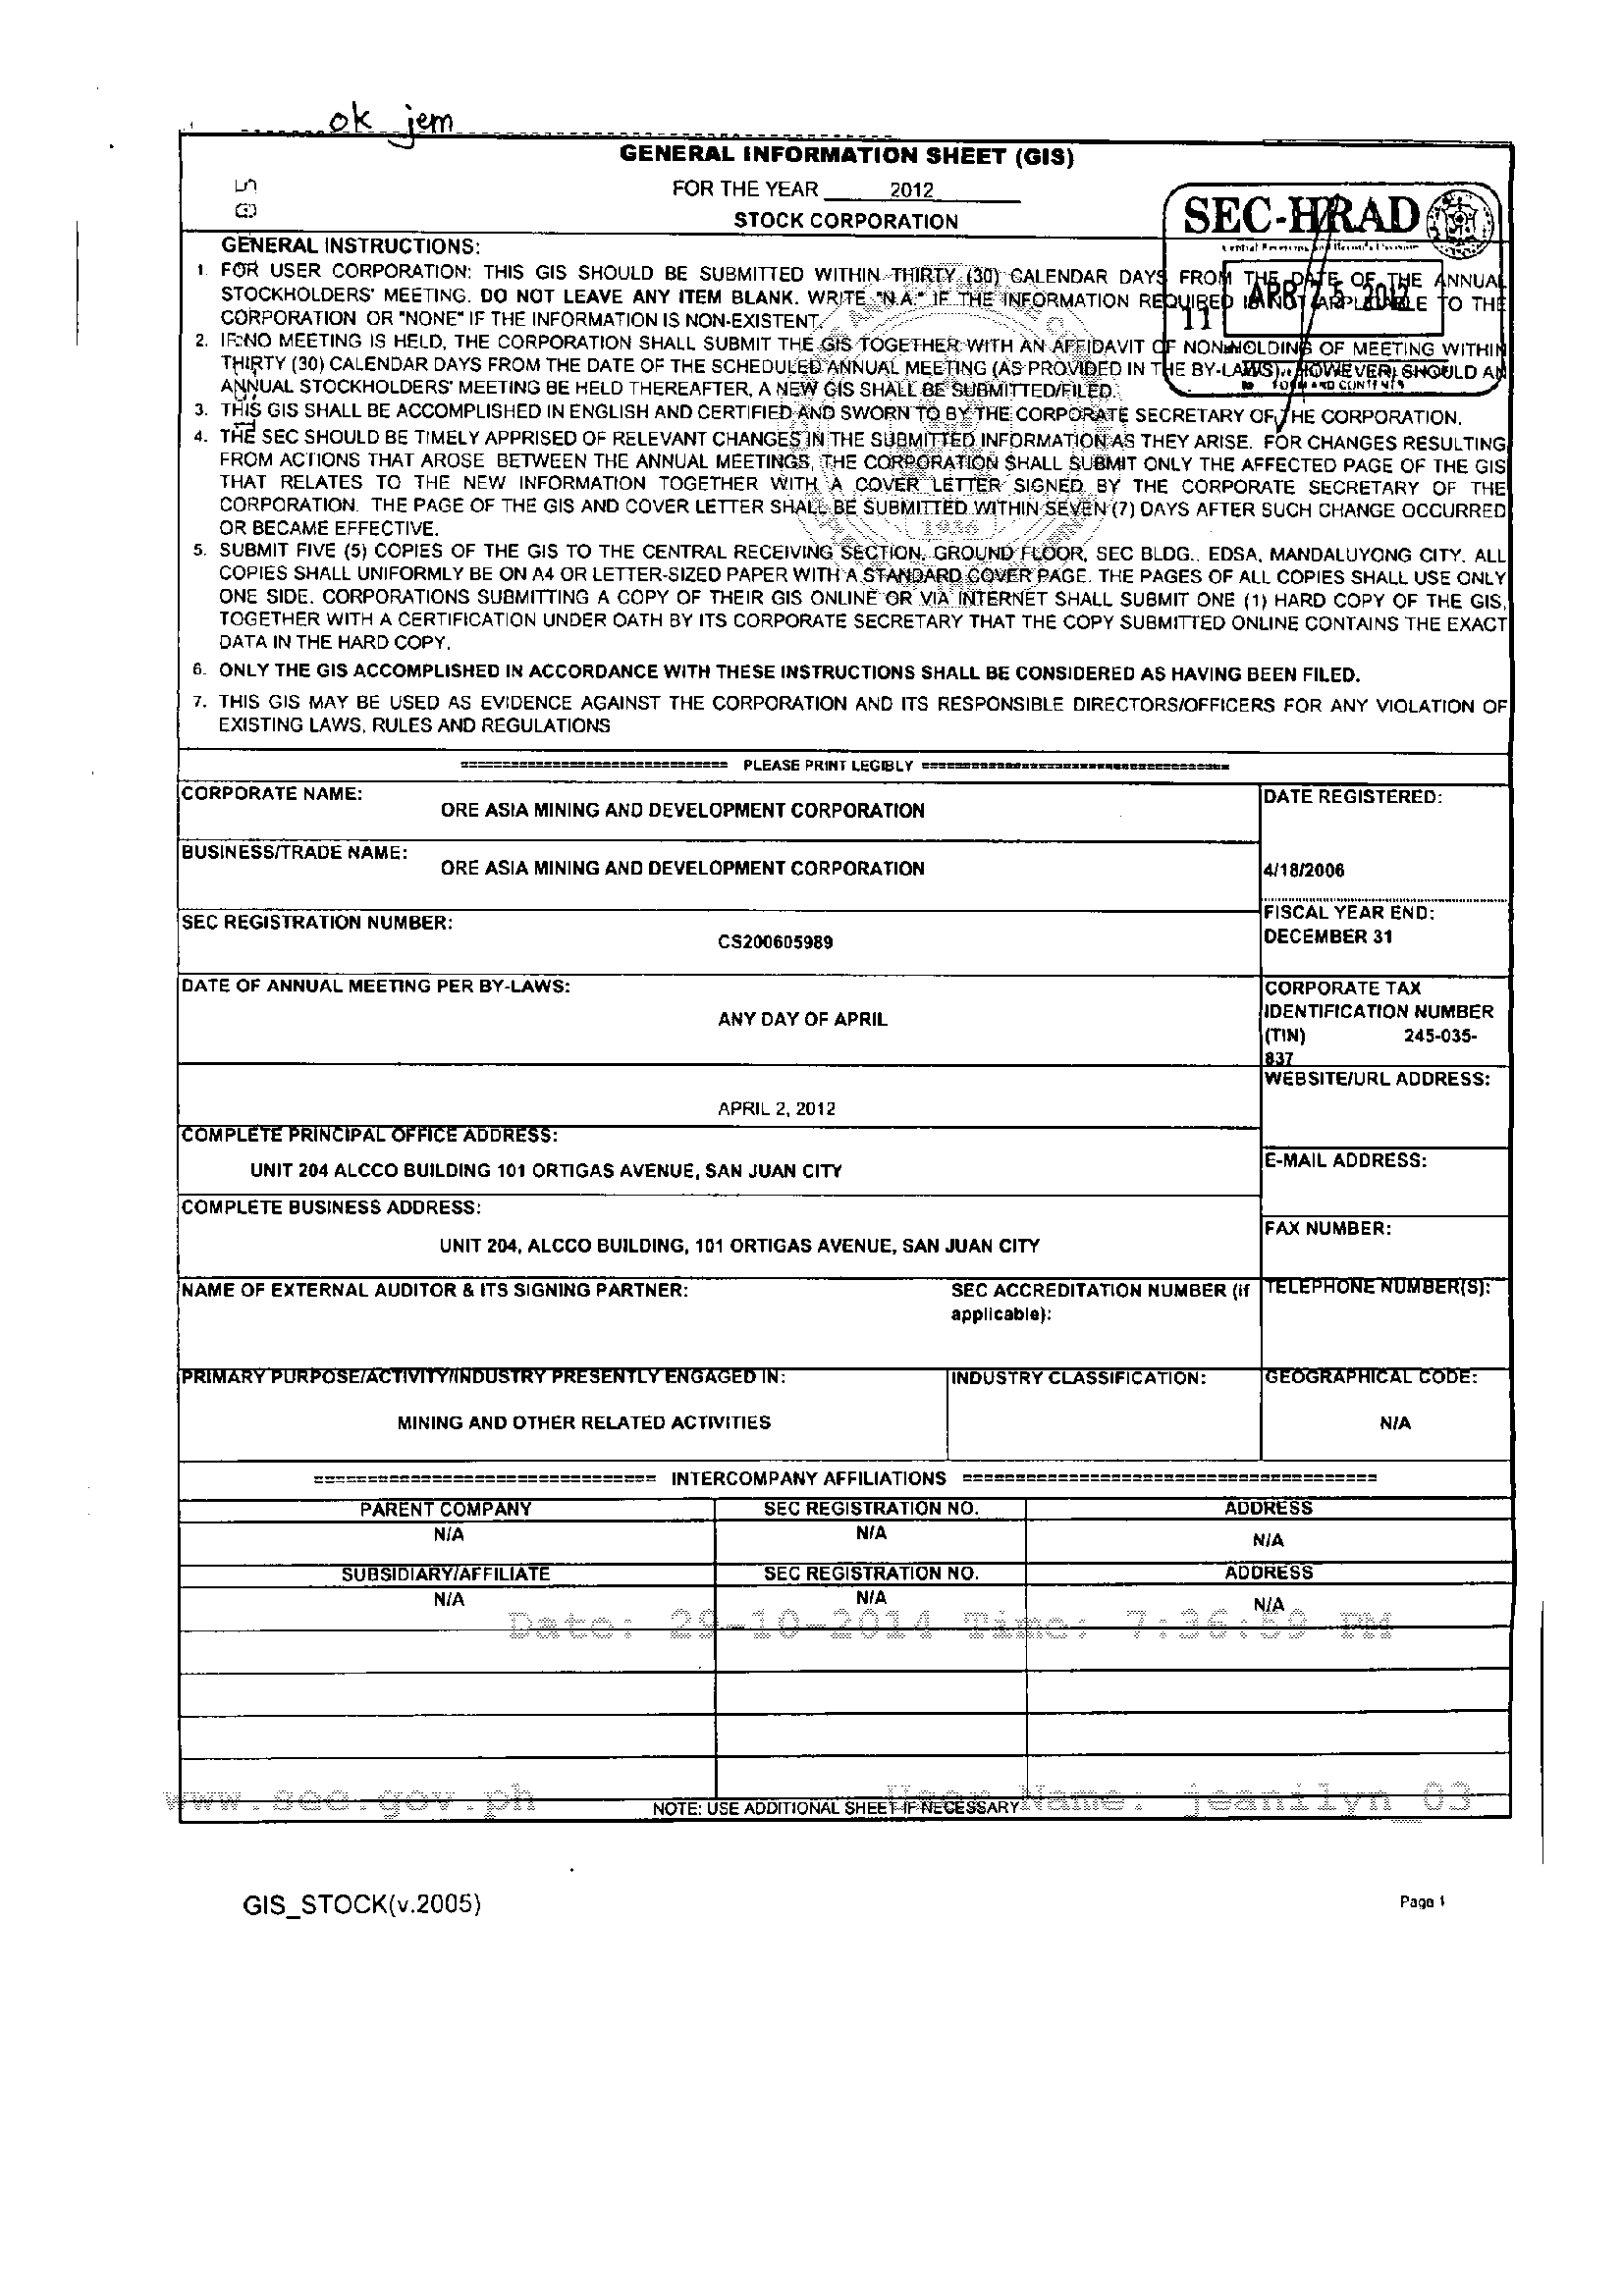 ok jem
GENERAL INFORMATION SHEET (GIS)
FOR THE YEAR 2012
STOCK CORPORATION
SEC-HRAD
APR 25 2012
11
GENERAL INSTRUCTIONS:
1. FOR USER CORPORATION: THIS GIS SHOULD BE SUBMITTED WITHIN THIRTY (30) CALENDAR DAYS FROM THE DATE OF THE ANNUAL
STOCKHOLDERS' MEETING. DO NOT LEAVE ANY ITEM BLANK. WRITE "N.A." IF THE INFORMATION REQUIRED IS NOT APPLICABLE TO THE
CORPORATION OR "NONE" IF THE INFORMATION IS NON-EXISTENT.
2. IF NO MEETING IS HELD, THE CORPORATION SHALL SUBMIT THE GIS TOGETHER WITH AN AFFIDAVIT OF NON-HOLDING OF MEETING WITHIN
THIRTY (30) CALENDAR DAYS FROM THE DATE OF THE SCHEDULED ANNUAL MEETING (AS PROVIDED IN THE BY-LAWS). HOWEVER, SHOULD AN
ANNUAL STOCKHOLDERS' MEETING BE HELD THEREAFTER, A NEW GIS SHALL BE SUBMITTED/FILED.
3. THIS GIS SHALL BE ACCOMPLISHED IN ENGLISH AND CERTIFIED AND SWORN TO BY THE CORPORATE SECRETARY OF THE CORPORATION.
4. THE SEC SHOULD BE TIMELY APPRISED OF RELEVANT CHANGES IN THE SUBMITTED INFORMATION AS THEY ARISE. FOR CHANGES RESULTING
FROM ACTIONS THAT AROSE BETWEEN THE ANNUAL MEETINGS, THE CORPORATION SHALL SUBMIT ONLY THE AFFECTED PAGE OF THE GIS
THAT RELATES TO THE NEW INFORMATION TOGETHER WITH A COVER LETTER SIGNED BY THE CORPORATE SECRETARY OF THE
CORPORATION. THE PAGE OF THE GIS AND COVER LETTER SHALL BE SUBMITTED WITHIN SEVEN (7) DAYS AFTER SUCH CHANGE OCCURRED
OR BECAME EFFECTIVE.
1936
5. SUBMIT FIVE (5) COPIES OF THE GIS TO THE CENTRAL RECEIVING SECTION, GROUND FLOOR, SEC BLDG., EDSA, MANDALUYONG CITY. ALL
COPIES SHALL UNIFORMLY BE ON A4 OR LETTER-SIZED PAPER WITH A STANDARD COVER PAGE. THE PAGES OF ALL COPIES SHALL USE ONLY
ONE SIDE. CORPORATIONS SUBMITTING A COPY OF THEIR GIS ONLINE OR VIA INTERNET SHALL SUBMIT ONE (1) HARD COPY OF THE GIS,
TOGETHER WITH A CERTIFICATION UNDER OATH BY ITS CORPORATE SECRETARY THAT THE COPY SUBMITTED ONLINE CONTAINS THE EXACT
DATA IN THE HARD COPY.
6. ONLY THE GIS ACCOMPLISHED IN ACCORDANCE WITH THESE INSTRUCTIONS SHALL BE CONSIDERED AS HAVING BEEN FILED.
7. THIS GIS MAY BE USED AS EVIDENCE AGAINST THE CORPORATION AND ITS RESPONSIBLE DIRECTORS/OFFICERS FOR ANY VIOLATION OF
EXISTING LAWS, RULES AND REGULATIONS
=============================== PLEASE PRINT LEGIBLY ===================================
CORPORATE NAME:
ORE ASIA MINING AND DEVELOPMENT CORPORATION
DATE REGISTERED:
4/18/2006
BUSINESS/TRADE NAME:
ORE ASIA MINING AND DEVELOPMENT CORPORATION
SEC REGISTRATION NUMBER:
CS200605989
FISCAL YEAR END:
DECEMBER 31
DATE OF ANNUAL MEETING PER BY-LAWS:
ANY DAY OF APRIL
CORPORATE TAX
IDENTIFICATION NUMBER
(TIN) 245-035-
837
APRIL 2, 2012
WEBSITE/URL ADDRESS:
COMPLETE PRINCIPAL OFFICE ADDRESS:
UNIT 204 ALCCO BUILDING 101 ORTIGAS AVENUE, SAN JUAN CITY
E-MAIL ADDRESS:
COMPLETE BUSINESS ADDRESS:
UNIT 204, ALCCO BUILDING, 101 ORTIGAS AVENUE, SAN JUAN CITY
FAX NUMBER:
NAME OF EXTERNAL AUDITOR & ITS SIGNING PARTNER:
SEC ACCREDITATION NUMBER (if
applicable):
TELEPHONE NUMBER(S):
PRIMARY PURPOSE/ACTIVITY/INDUSTRY PRESENTLY ENGAGED IN:
MINING AND OTHER RELATED ACTIVITIES
INDUSTRY CLASSIFICATION:
GEOGRAPHICAL CODE:
N/A
================================ INTERCOMPANY AFFILIATIONS =======================================
PARENT COMPANY SEC REGISTRATION NO. ADDRESS
N/A N/A N/A
SUBSIDIARY/AFFILIATE SEC REGISTRATION NO. ADDRESS
N/A N/A N/A
Date: 29-10-2014 Time: 7:36:59 PM
www.sec.gov.ph User Name: jeanilyn_03
NOTE: USE ADDITIONAL SHEET IF NECESSARY
GIS_STOCK(v.2005)
Page 1